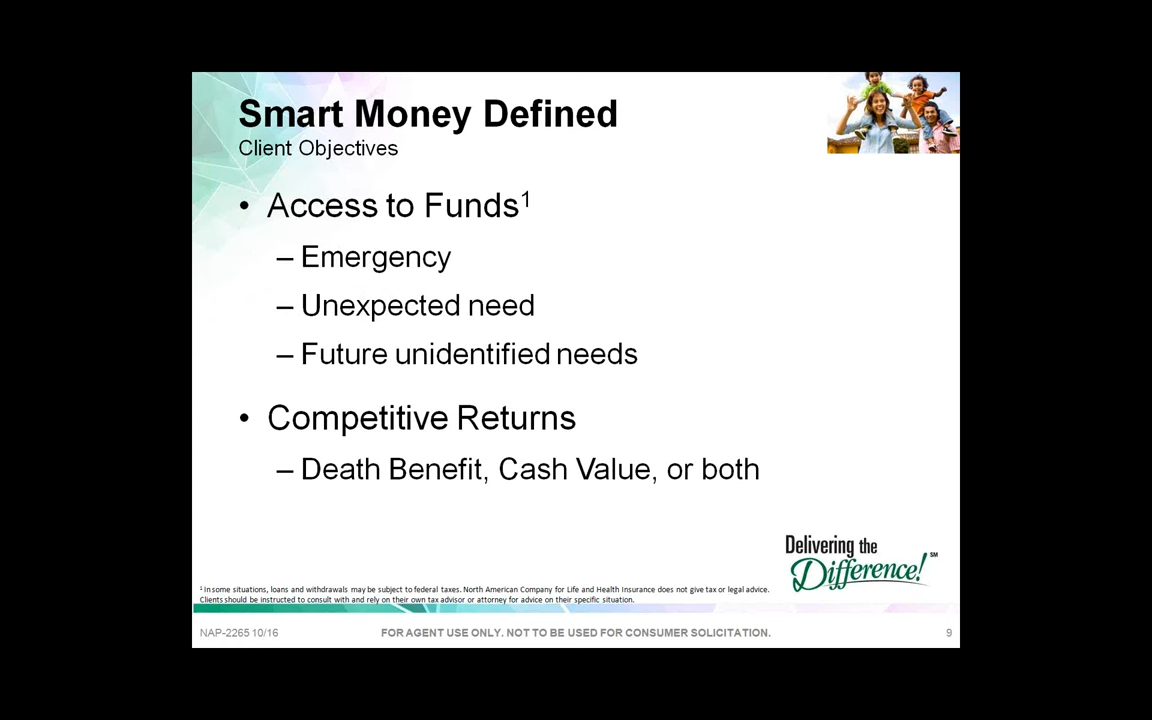 Smart Money Defined
Client Objectives
• Access to Funds¹
– Emergency
– Unexpected need
– Future unidentified needs
• Competitive Returns
– Death Benefit, Cash Value, or both
Delivering the
Difference! SM
¹ In some situations, loans and withdrawals may be subject to federal taxes. North American Company for Life and Health Insurance does not give tax or legal advice.
Clients should be instructed to consult with and rely on their own tax advisor or attorney for advice on their specific situation.
NAP-2265 10/16 FOR AGENT USE ONLY. NOT TO BE USED FOR CONSUMER SOLICITATION. 9